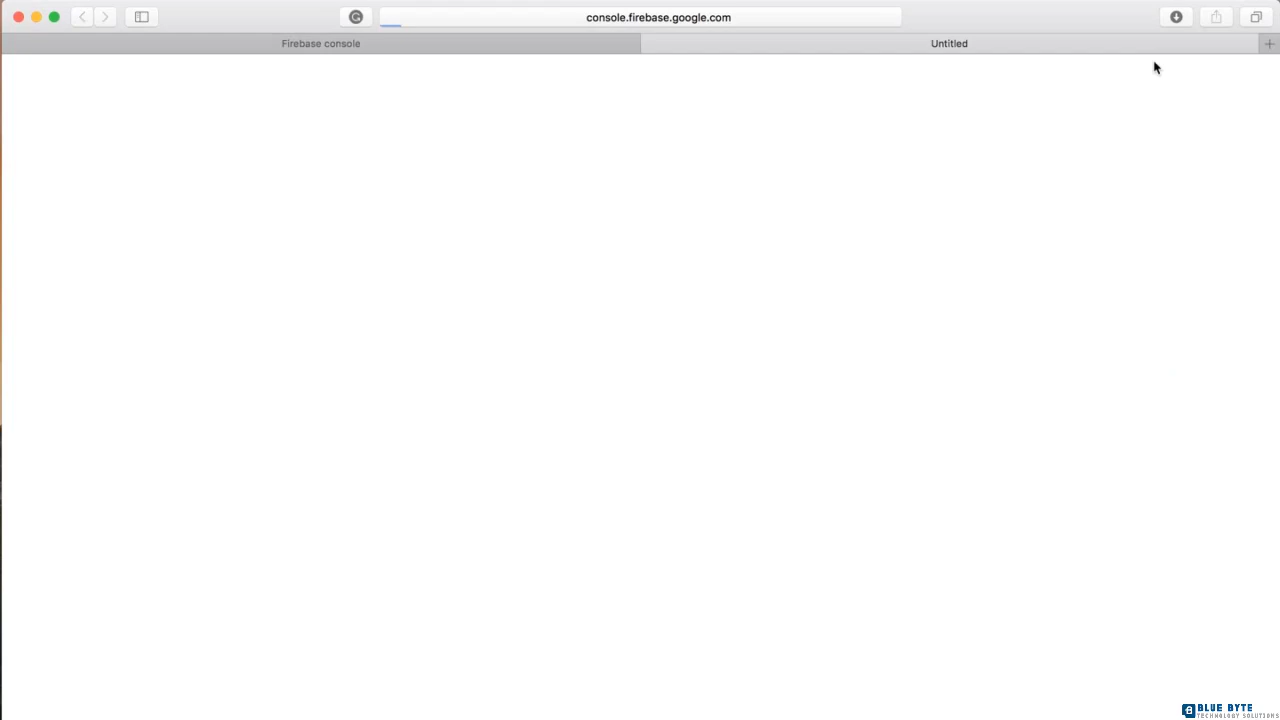 console.firebase.google.com
Firebase console
Untitled
BLUE BYTE
TECHNOLOGY SOLUTIONS